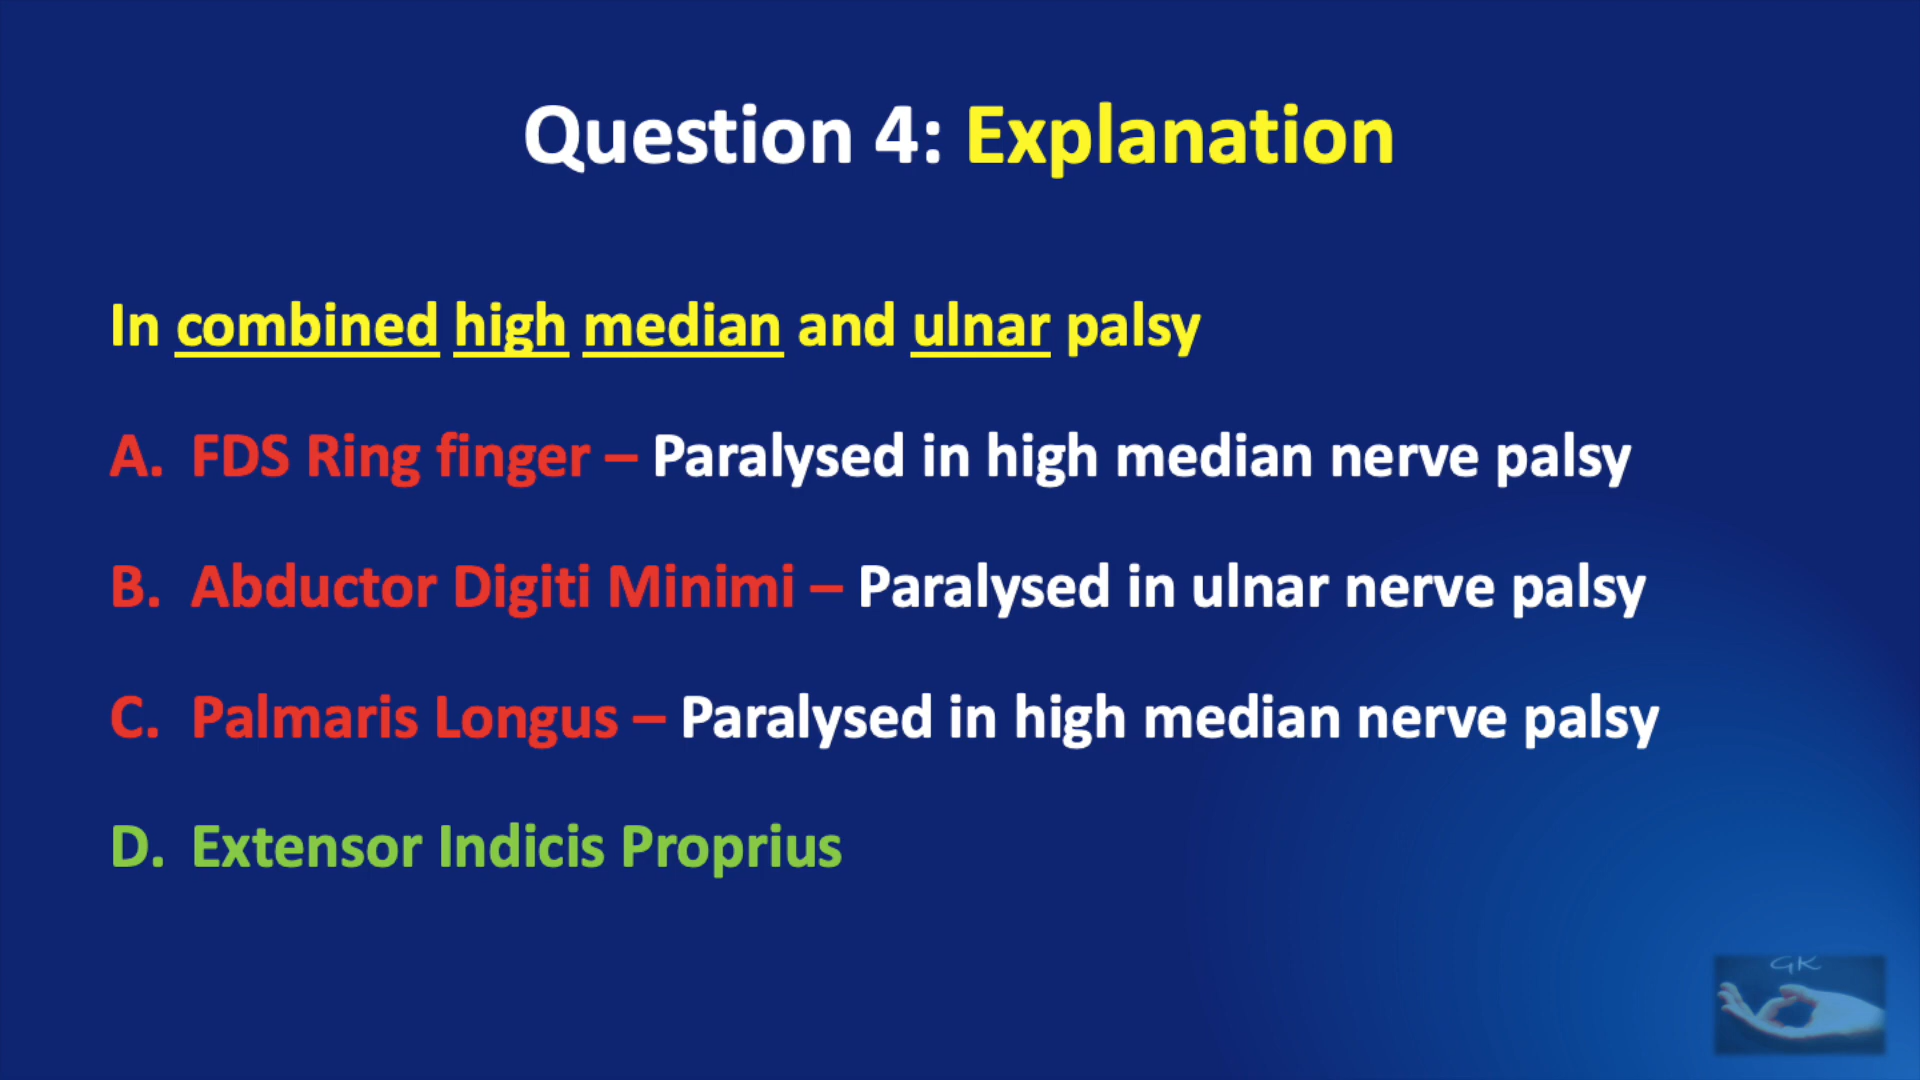 Question 4: Explanation
In combined high median and ulnar palsy
A. FDS Ring finger – Paralysed in high median nerve palsy
B. Abductor Digiti Minimi – Paralysed in ulnar nerve palsy
C. Palmaris Longus – Paralysed in high median nerve palsy
D. Extensor Indicis Proprius
GK